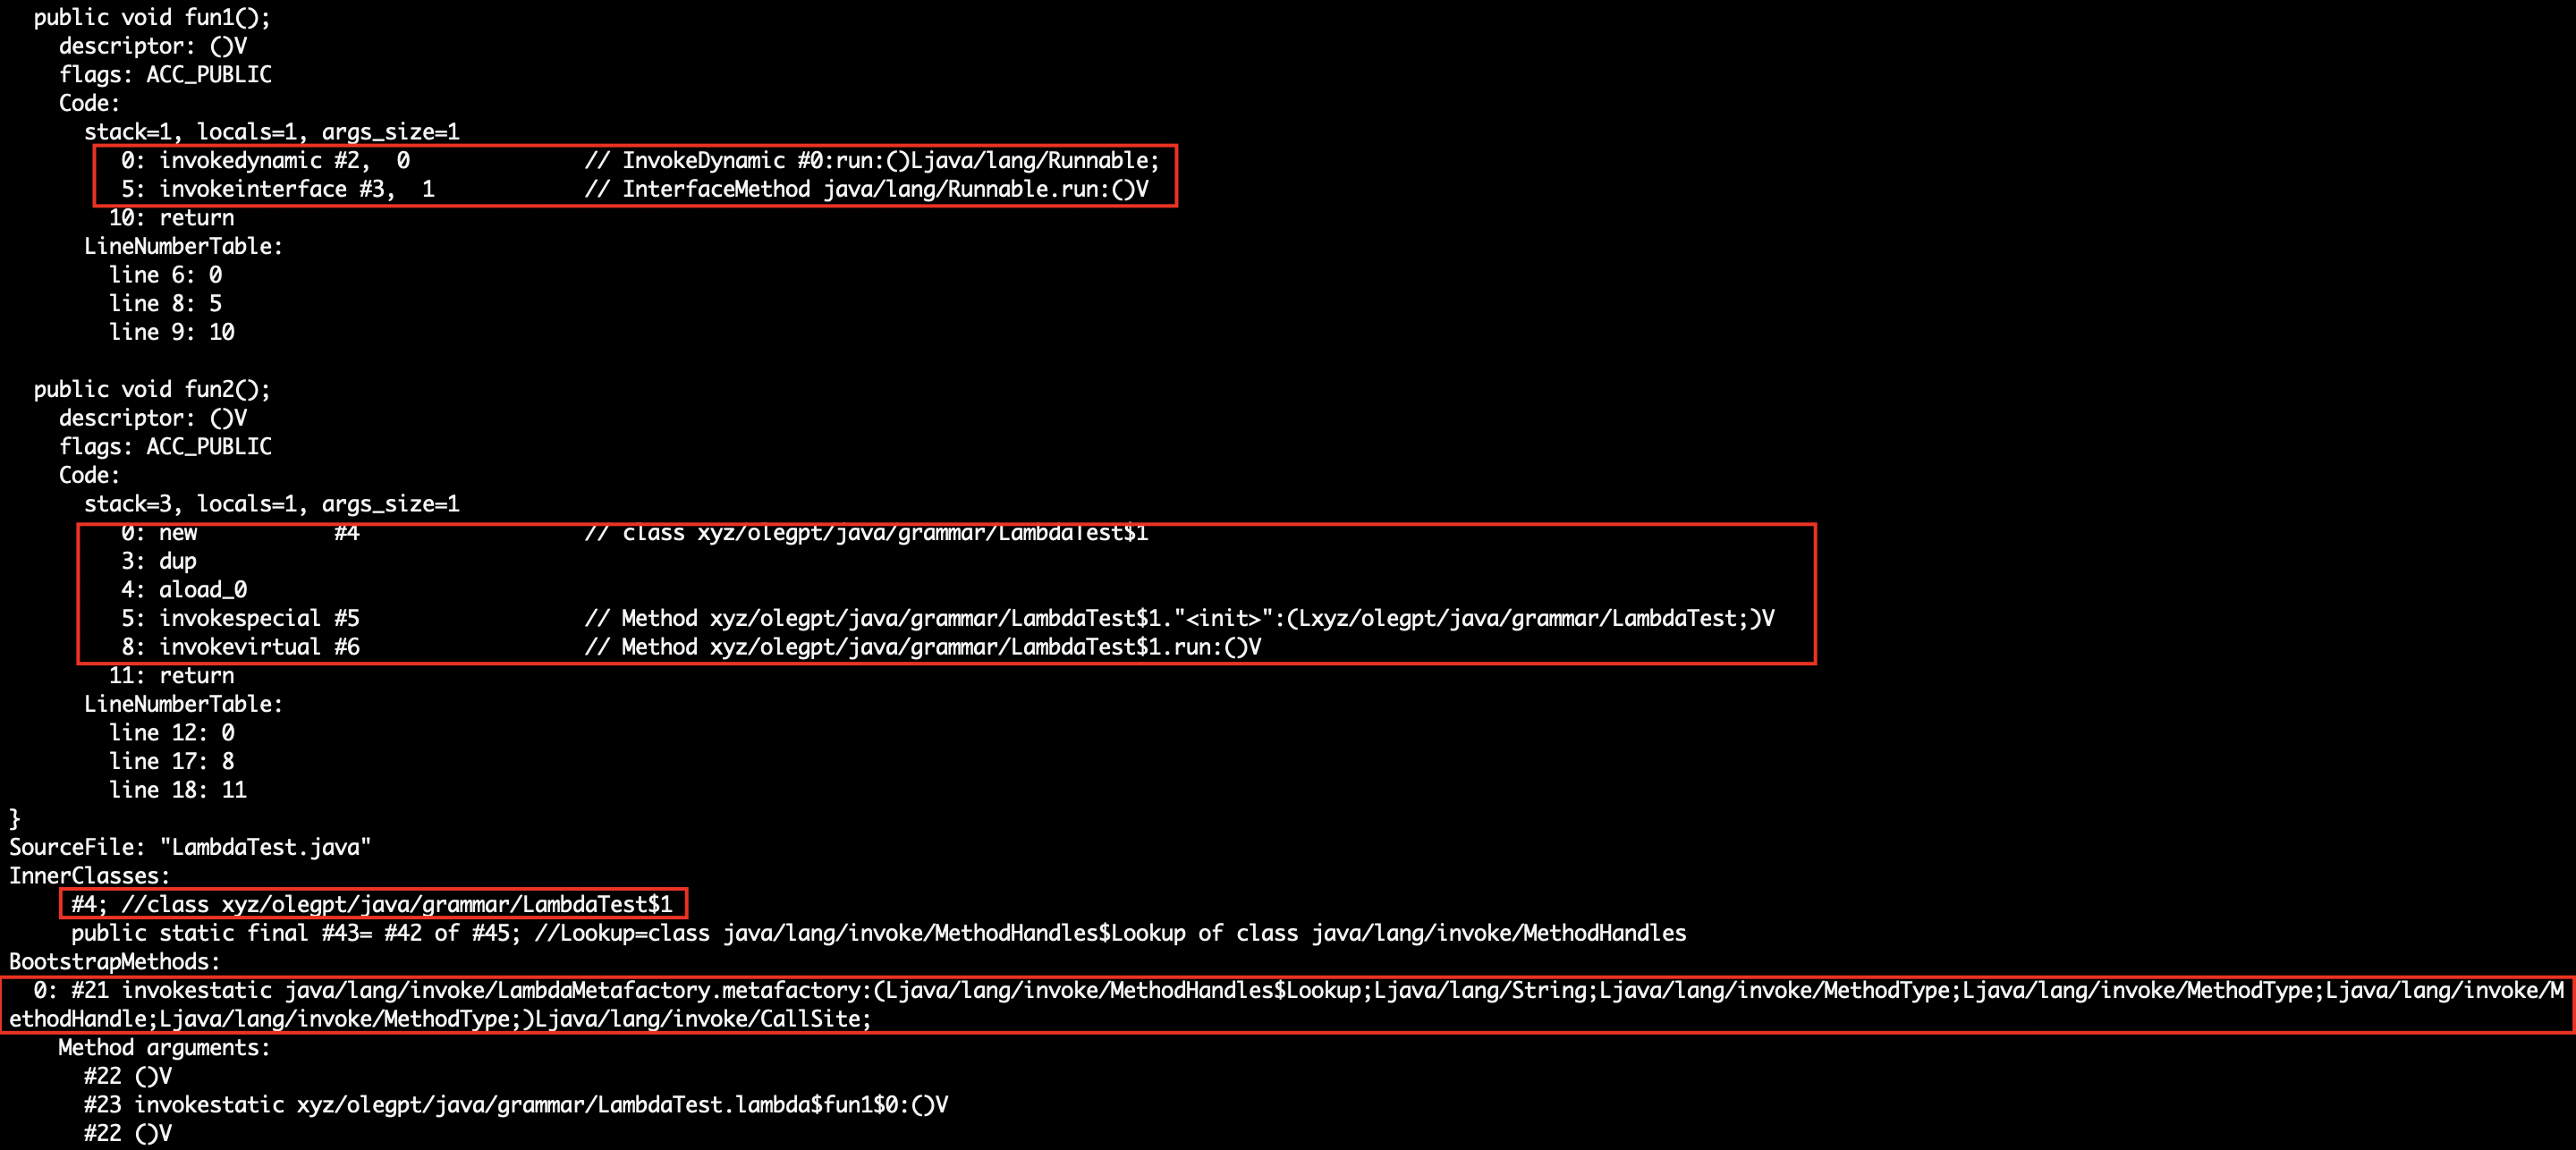 public void fun1();
descriptor: ()V
flags: ACC_PUBLIC
Code:
stack=1, locals=1, args_size=1
0: invokedynamic #2,  0              // InvokeDynamic #0:run:()Ljava/lang/Runnable;
5: invokeinterface #3,  1            // InterfaceMethod java/lang/Runnable.run:()V
10: return
LineNumberTable:
line 6: 0
line 8: 5
line 9: 10
public void fun2();
descriptor: ()V
flags: ACC_PUBLIC
Code:
stack=3, locals=1, args_size=1
0: new           #4                  // class xyz/olegpt/java/grammar/LambdaTest$1
3: dup
4: aload_0
5: invokespecial #5                  // Method xyz/olegpt/java/grammar/LambdaTest$1."<init>":(Lxyz/olegpt/java/grammar/LambdaTest;)V
8: invokevirtual #6                  // Method xyz/olegpt/java/grammar/LambdaTest$1.run:()V
11: return
LineNumberTable:
line 12: 0
line 17: 8
line 18: 11
}
SourceFile: "LambdaTest.java"
InnerClasses:
#4; //class xyz/olegpt/java/grammar/LambdaTest$1
public static final #43= #42 of #45; //Lookup=class java/lang/invoke/MethodHandles$Lookup of class java/lang/invoke/MethodHandles
BootstrapMethods:
0: #21 invokestatic java/lang/invoke/LambdaMetafactory.metafactory:(Ljava/lang/invoke/MethodHandles$Lookup;Ljava/lang/String;Ljava/lang/invoke/MethodType;Ljava/lang/invoke/MethodType;Ljava/lang/invoke/M
ethodHandle;Ljava/lang/invoke/MethodType;)Ljava/lang/invoke/CallSite;
Method arguments:
#22 ()V
#23 invokestatic xyz/olegpt/java/grammar/LambdaTest.lambda$fun1$0:()V
#22 ()V